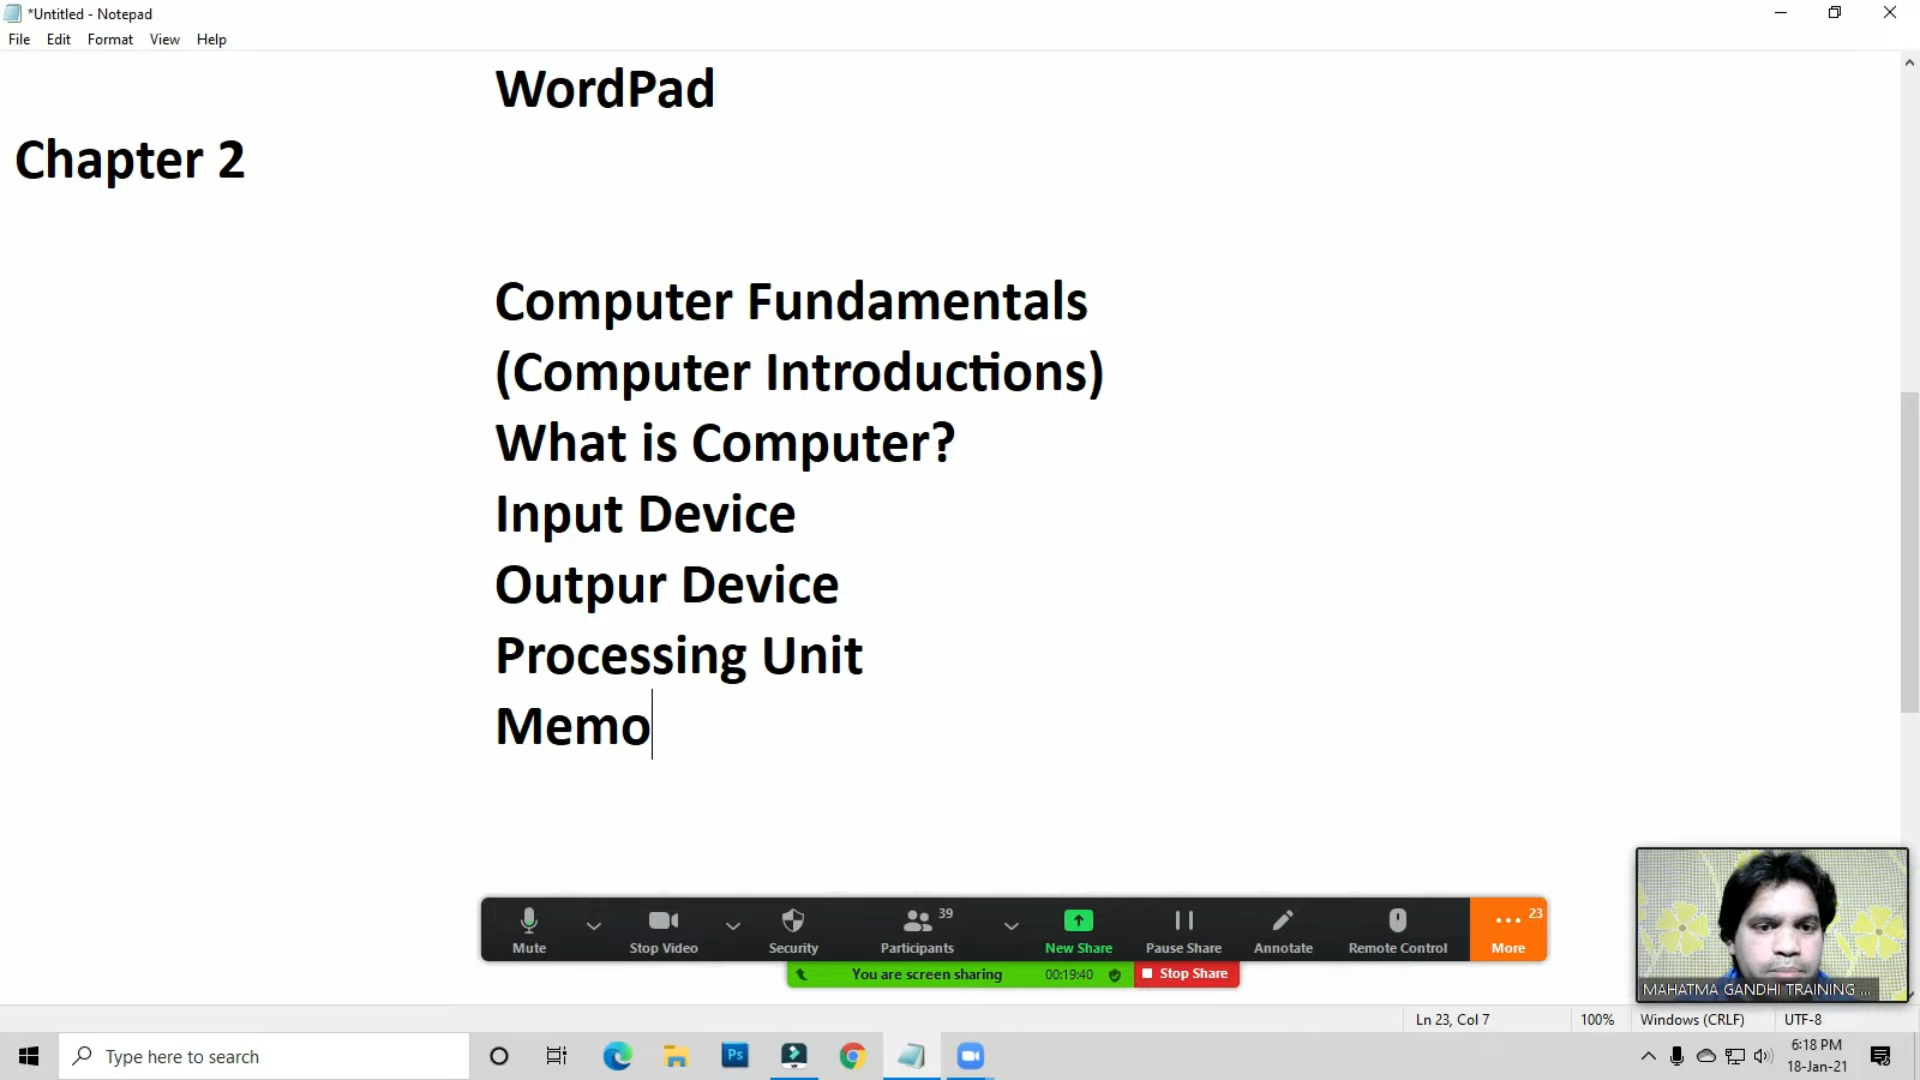 *Untitled - Notepad
File Edit Format View Help
WordPad
Chapter 2
Computer Fundamentals
(Computer Introductions)
What is Computer?
Input Device
Outpur Device
Processing Unit
Memo
Mute Stop Video Security Participants 39 New Share Pause Share Annotate Remote Control More 23
You are screen sharing 00:19:40 Stop Share
MAHATMA GANDHI TRAINING ...
Ln 23, Col 7 100% Windows (CRLF) UTF-8
Type here to search Ps 6:18 PM
18-Jan-21